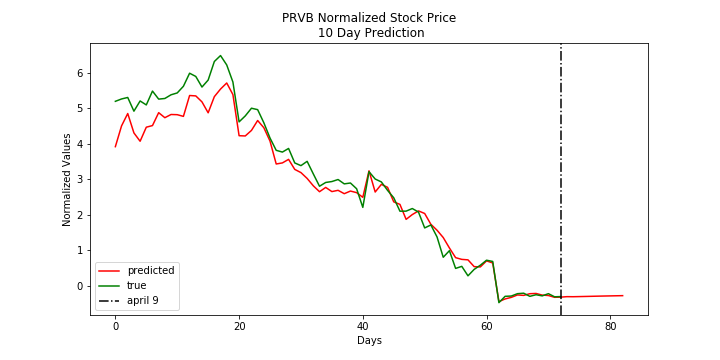 PRVB Normalized Stock Price
10 Day Prediction
Normalized Values
6
5
4
3
2
1
0
predicted
true
april 9
0 20 40 60 80
Days